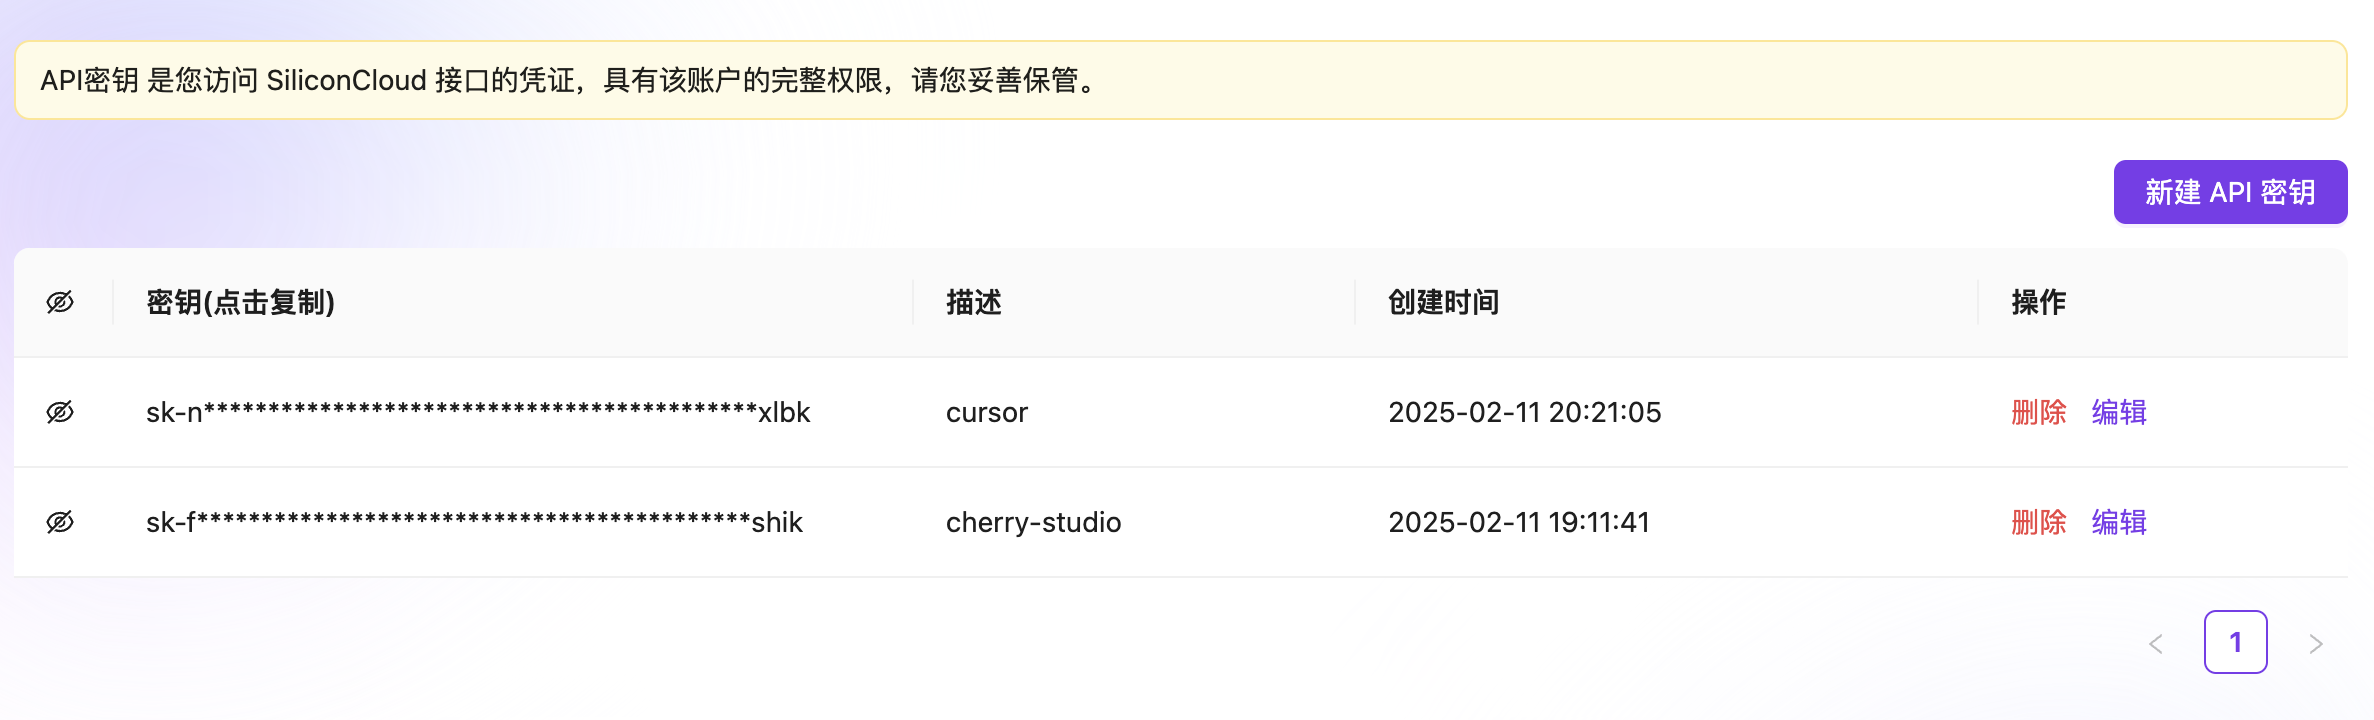 API密钥 是您访问 SiliconCloud 接口的凭证，具有该账户的完整权限，请您妥善保管。
新建 API 密钥
密钥(点击复制) 描述 创建时间 操作
sk-n*******************************************xlbk cursor 2025-02-11 20:21:05 删除 编辑
sk-f*******************************************shik cherry-studio 2025-02-11 19:11:41 删除 编辑
1